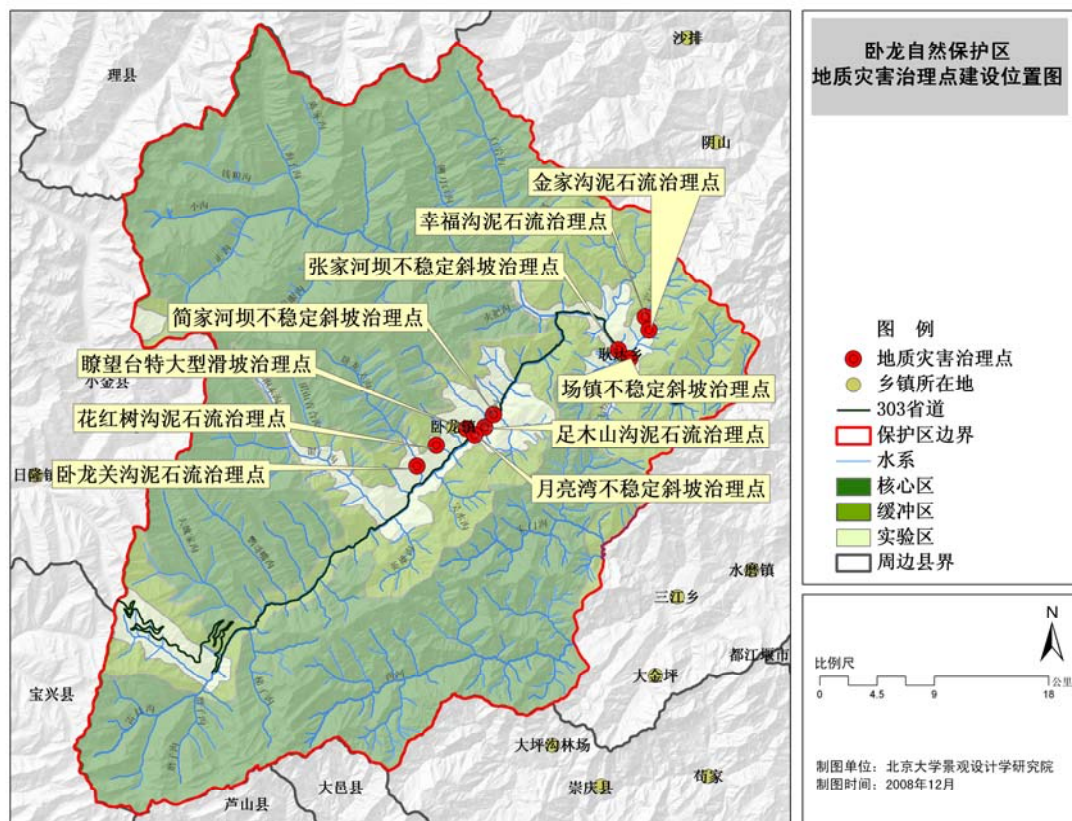 卧龙自然保护区
地质灾害治理点建设位置图
沙排
理县
阴山
金家沟泥石流治理点
幸福沟泥石流治理点
张家河坝不稳定斜坡治理点
简家河坝不稳定斜坡治理点
瞭望台特大型滑坡治理点
耿达乡
小金县
场镇不稳定斜坡治理点
花红树沟泥石流治理点
卧龙镇
足木山沟泥石流治理点
卧龙关沟泥石流治理点
日隆镇
月亮湾不稳定斜坡治理点
小沟
正沟
西河
水磨镇
三江乡
都江堰市
大金坪
宝兴县
大坪沟林场
崇庆县
苟家
大邑县
芦山县
图 例
地质灾害治理点
乡镇所在地
303省道
保护区边界
水系
核心区
缓冲区
实验区
周边县界
N
比例尺
公里
0 4.5 9 18
制图单位：北京大学景观设计学研究院
制图时间：2008年12月